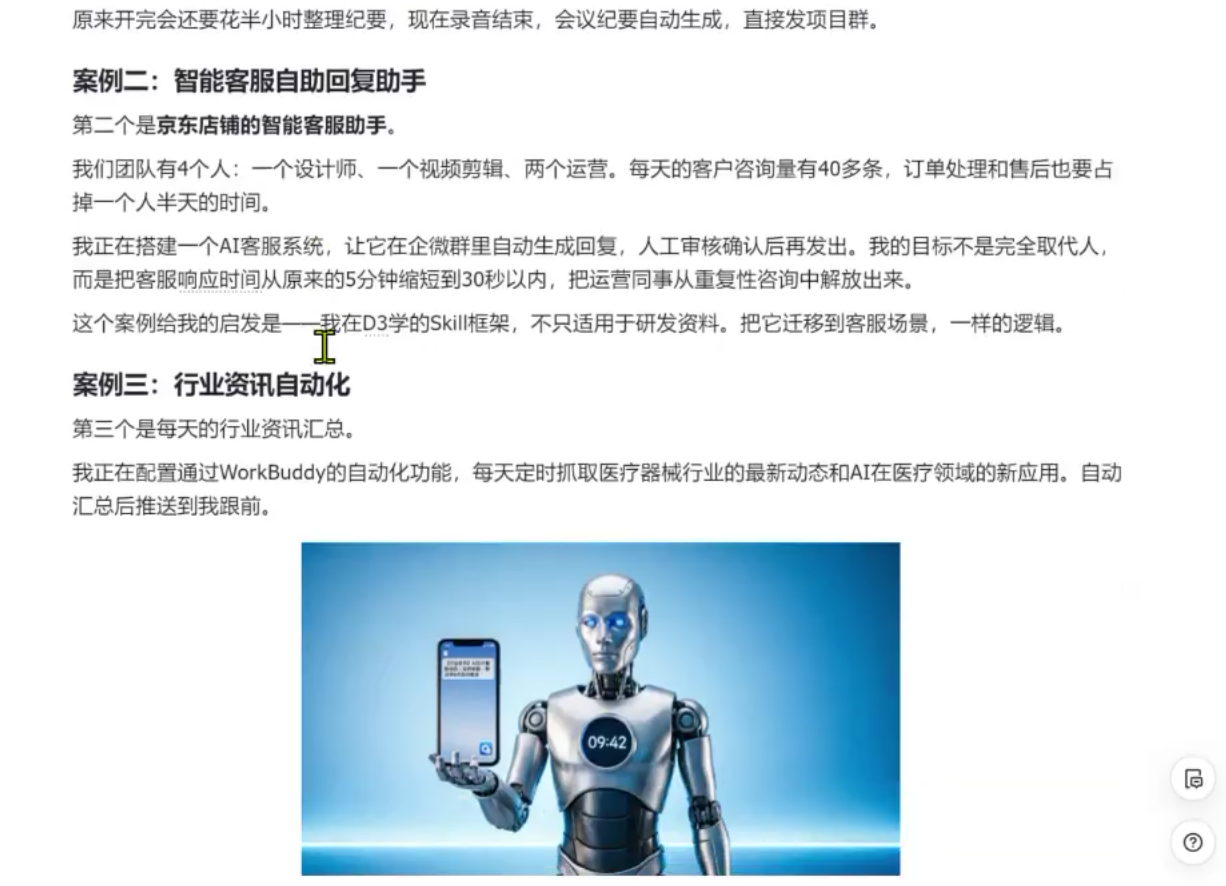 原来开完会还要花半小时整理纪要，现在录音结束，会议纪要自动生成，直接发项目群。
案例二：智能客服自助回复助手
第二个是京东店铺的智能客服助手。
我们团队有4个人：一个设计师、一个视频剪辑、两个运营。每天的客户咨询量有40多条，订单处理和售后也要占
掉一个人半天的时间。
我正在搭建一个AI客服系统，让它在企微群里自动生成回复，人工审核确认后再发出。我的目标不是完全取代人，
而是把客服响应时间从原来的5分钟缩短到30秒以内，把运营同事从重复性咨询中解放出来。
这个案例给我的启发是——我在D3学的Skill框架，不只适用于研发资料。把它迁移到客服场景，一样的逻辑。
案例三：行业资讯自动化
第三个是每天的行业资讯汇总。
我正在配置通过WorkBuddy的自动化功能，每天定时抓取医疗器械行业的最新动态和AI在医疗领域的新应用。自动
汇总后推送到我跟前。
09:42